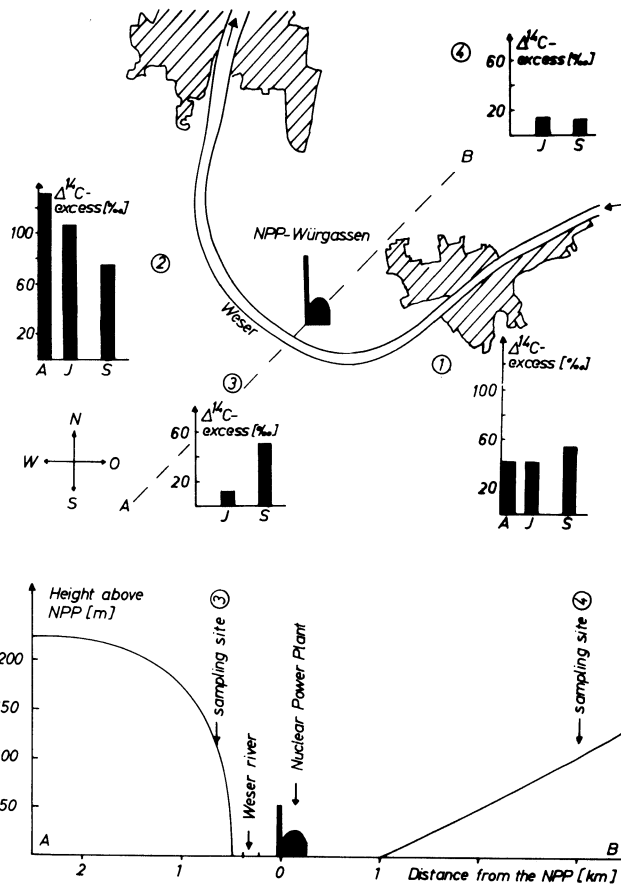 ④
Δ¹⁴C-
excess [‰]
60
20
J S
B
Δ¹⁴C-
excess [‰]
100
60
20
A J S
②
NPP-Würgassen
Weser
①
Δ¹⁴C-
excess [‰]
100
60
20
A J S
③
Δ¹⁴C-
excess [‰]
60
20
J S
N
W O
S
A
Height above
NPP [m]
200
50
00
50
sampling site ③
Weser river
Nuclear Power Plant
sampling site ④
A
B
2 1 0 1
Distance from the NPP [km]